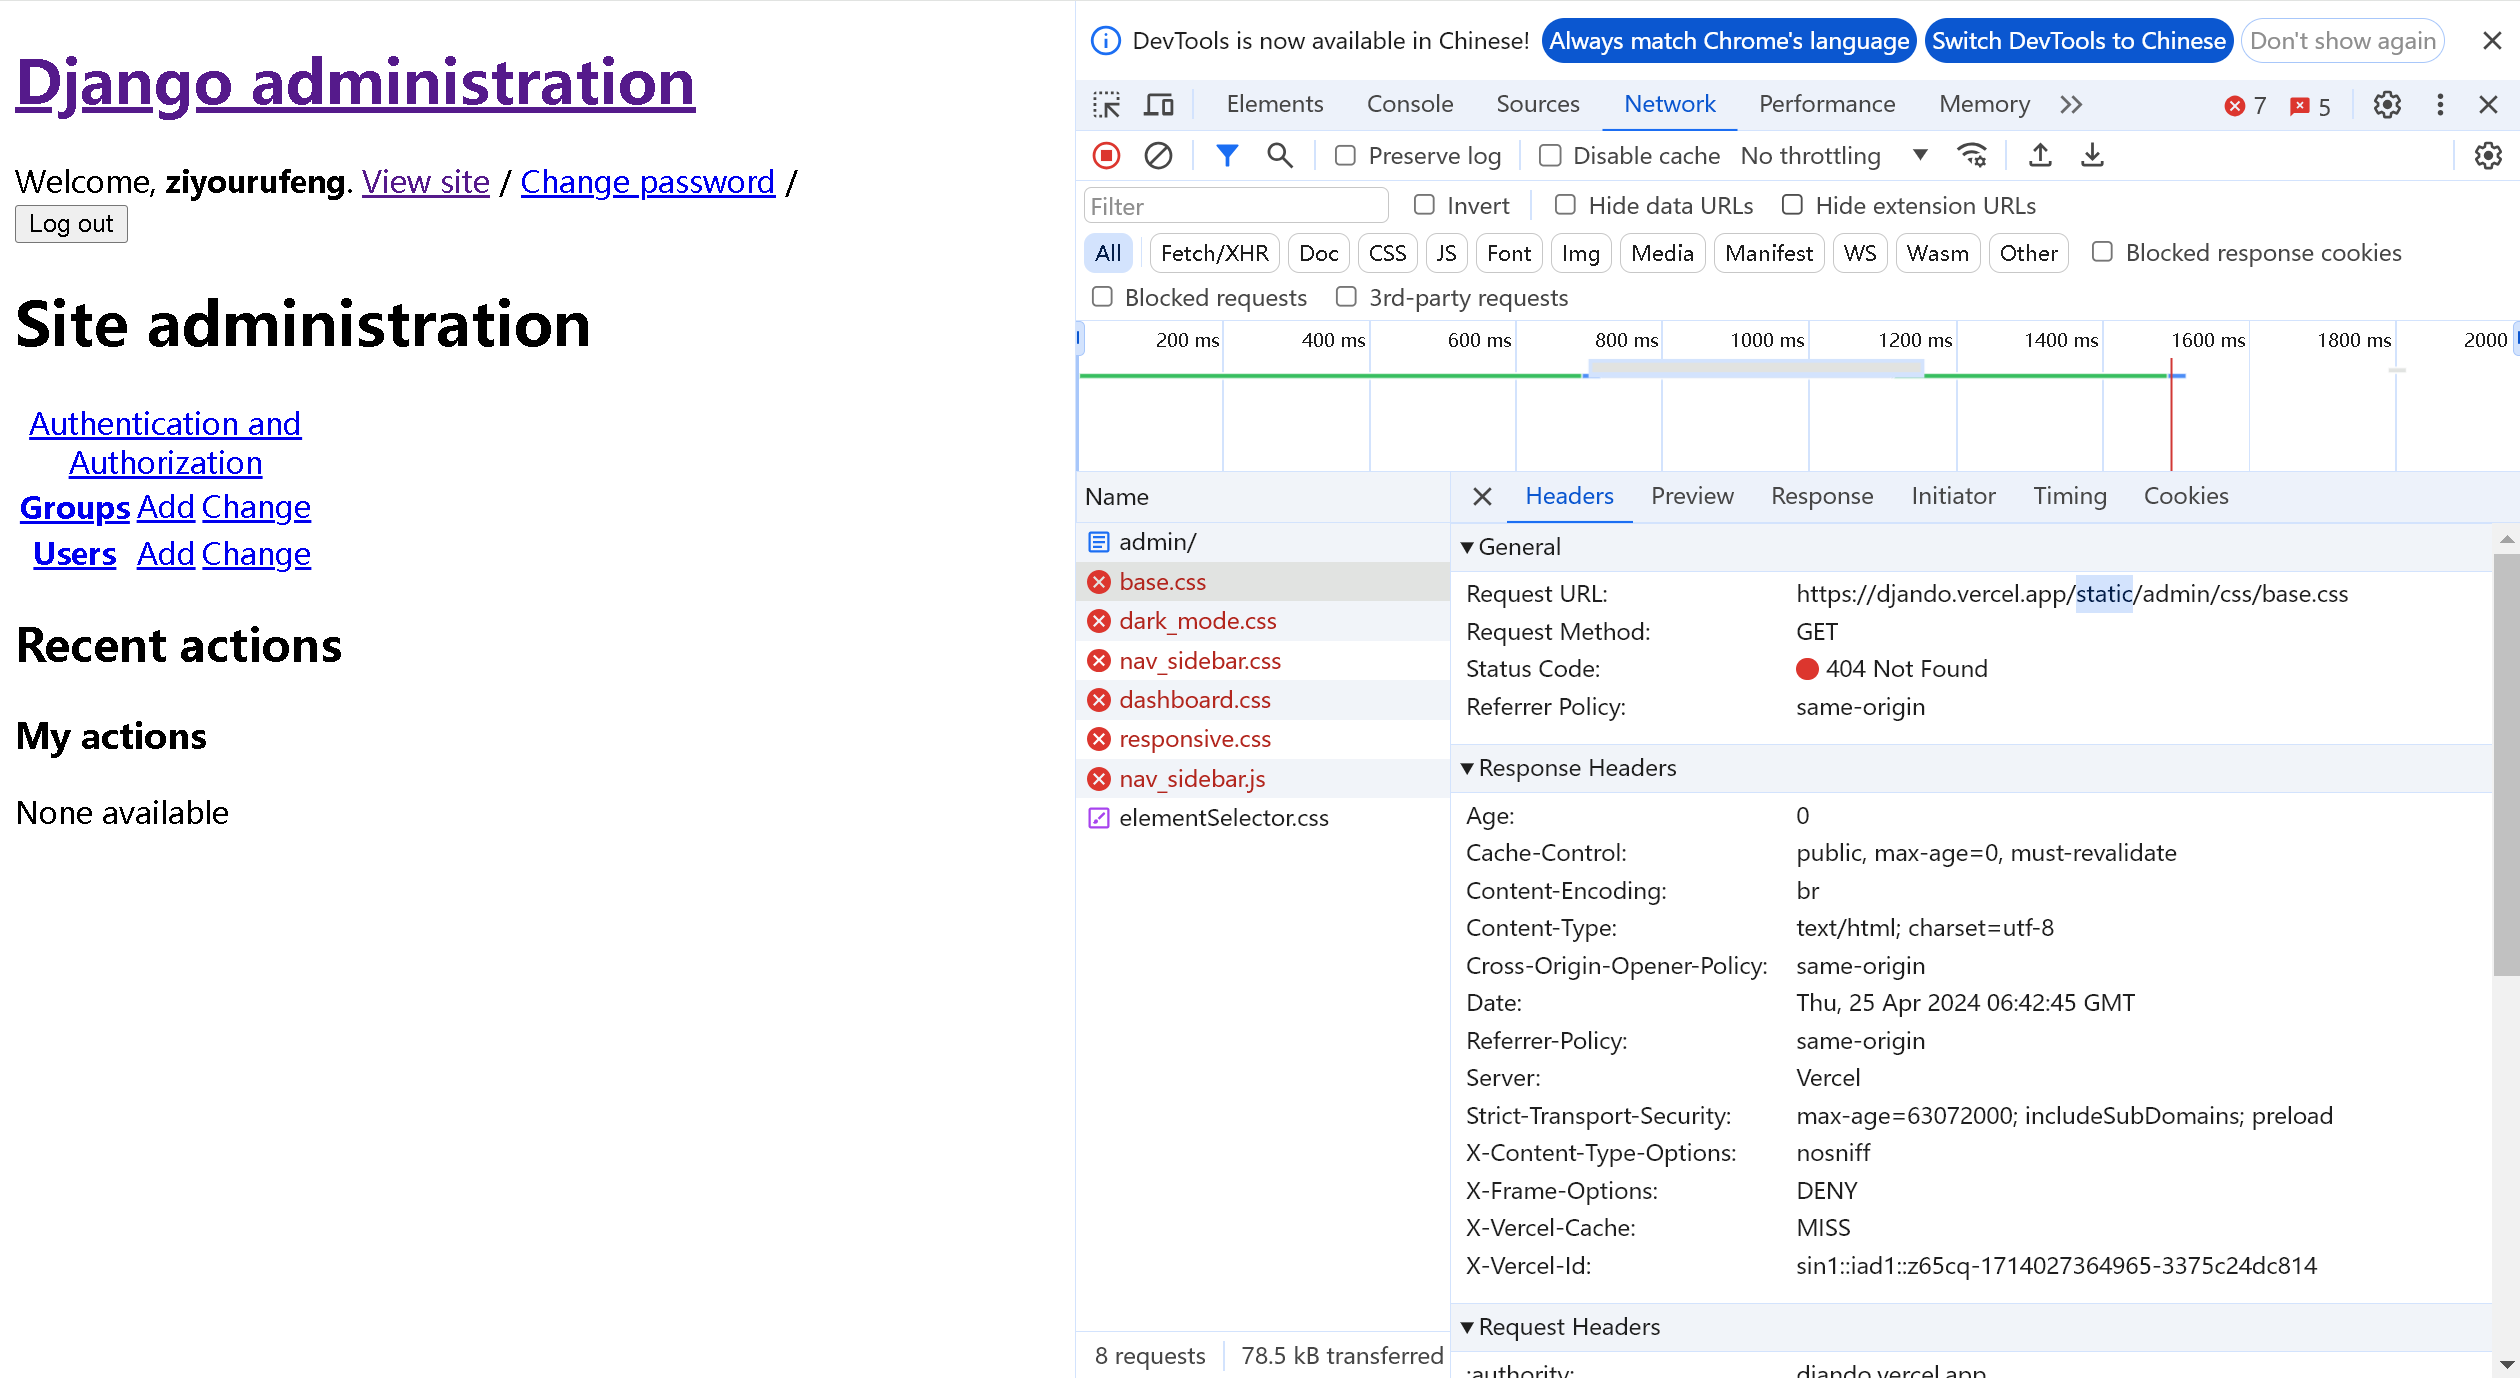 Django administration
Welcome, ziyourufeng. View site / Change password /
Log out
Site administration
Authentication and
Authorization
Groups Add Change
Users Add Change
Recent actions
My actions
None available
DevTools is now available in Chinese! Always match Chrome's language Switch DevTools to Chinese Don't show again
Elements Console Sources Network Performance Memory 7 5
Preserve log Disable cache No throttling
Filter Invert Hide data URLs Hide extension URLs
All Fetch/XHR Doc CSS JS Font Img Media Manifest WS Wasm Other Blocked response cookies
Blocked requests 3rd-party requests
200 ms 400 ms 600 ms 800 ms 1000 ms 1200 ms 1400 ms 1600 ms 1800 ms 2000
Name
admin/
base.css
dark_mode.css
nav_sidebar.css
dashboard.css
responsive.css
nav_sidebar.js
elementSelector.css
8 requests 78.5 kB transferred
Headers Preview Response Initiator Timing Cookies
General
Request URL: https://djando.vercel.app/static/admin/css/base.css
Request Method: GET
Status Code: 404 Not Found
Referrer Policy: same-origin
Response Headers
Age: 0
Cache-Control: public, max-age=0, must-revalidate
Content-Encoding: br
Content-Type: text/html; charset=utf-8
Cross-Origin-Opener-Policy: same-origin
Date: Thu, 25 Apr 2024 06:42:45 GMT
Referrer-Policy: same-origin
Server: Vercel
Strict-Transport-Security: max-age=63072000; includeSubDomains; preload
X-Content-Type-Options: nosniff
X-Frame-Options: DENY
X-Vercel-Cache: MISS
X-Vercel-Id: sin1::iad1::z65cq-1714027364965-3375c24dc814
Request Headers
:authority: djando.vercel.app